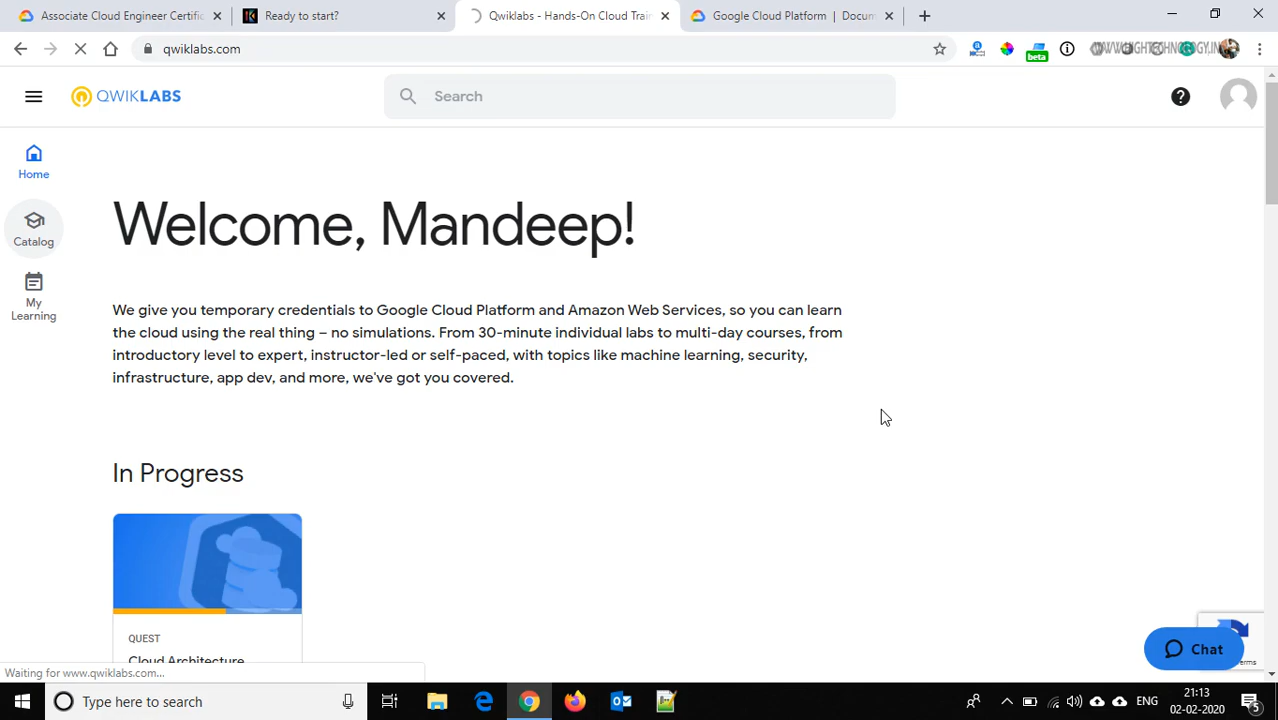 Associate Cloud Engineer Certific
Ready to start?
Qwiklabs - Hands-On Cloud Train
Google Cloud Platform | Docum
qwiklabs.com
beta
QWIKLABS
Search
Home
Catalog
My
Learning
Welcome, Mandeep!
We give you temporary credentials to Google Cloud Platform and Amazon Web Services, so you can learn
the cloud using the real thing – no simulations. From 30-minute individual labs to multi-day courses, from
introductory level to expert, instructor-led or self-paced, with topics like machine learning, security,
infrastructure, app dev, and more, we've got you covered.
In Progress
QUEST
Cloud Architecture
Chat
Waiting for www.qwiklabs.com...
Type here to search
ENG
21:13
02-02-2020
5